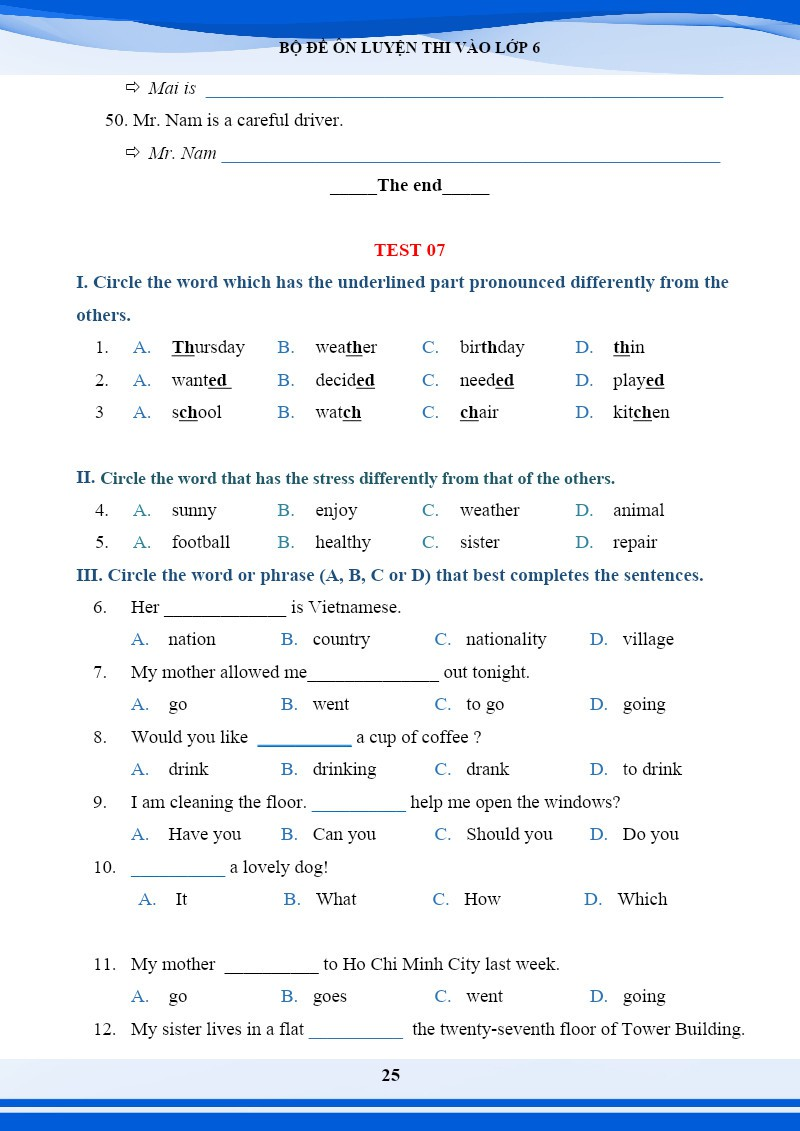 BỘ ĐỀ ÔN LUYỆN THI VÀO LỚP 6
⇨ Mai is ____________________
50. Mr. Nam is a careful driver.
⇨ Mr. Nam ____________________
_____The end_____
TEST 07
I. Circle the word which has the underlined part pronounced differently from the
others.
1. A. Thursday B. weather C. birthday D. thin
2. A. wanted B. decided C. needed D. played
3 A. school B. watch C. chair D. kitchen
II. Circle the word that has the stress differently from that of the others.
4. A. sunny B. enjoy C. weather D. animal
5. A. football B. healthy C. sister D. repair
III. Circle the word or phrase (A, B, C or D) that best completes the sentences.
6. Her _____________ is Vietnamese.
A. nation B. country C. nationality D. village
7. My mother allowed me______________ out tonight.
A. go B. went C. to go D. going
8. Would you like __________ a cup of coffee ?
A. drink B. drinking C. drank D. to drink
9. I am cleaning the floor. __________ help me open the windows?
A. Have you B. Can you C. Should you D. Do you
10. __________ a lovely dog!
A. It B. What C. How D. Which
11. My mother __________ to Ho Chi Minh City last week.
A. go B. goes C. went D. going
12. My sister lives in a flat __________ the twenty-seventh floor of Tower Building.
25